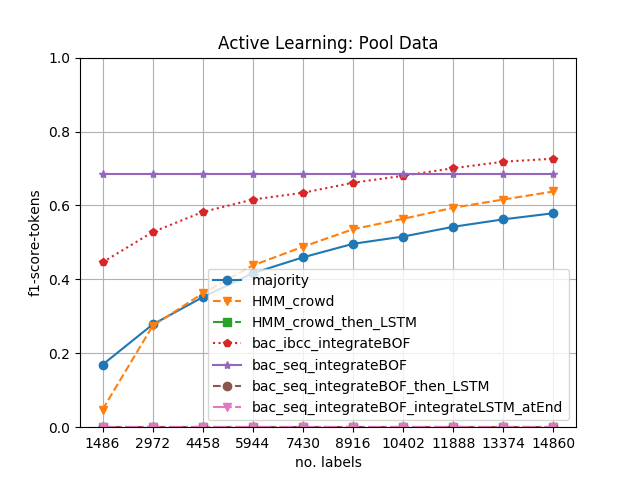 Active Learning: Pool Data
f1-score-tokens
1.0
0.8
0.6
0.4
0.2
0.0
majority
HMM_crowd
HMM_crowd_then_LSTM
bac_ibcc_integrateBOF
bac_seq_integrateBOF
bac_seq_integrateBOF_then_LSTM
bac_seq_integrateBOF_integrateLSTM_atEnd
1486 2972 4458 5944 7430 8916 10402 11888 13374 14860
no. labels